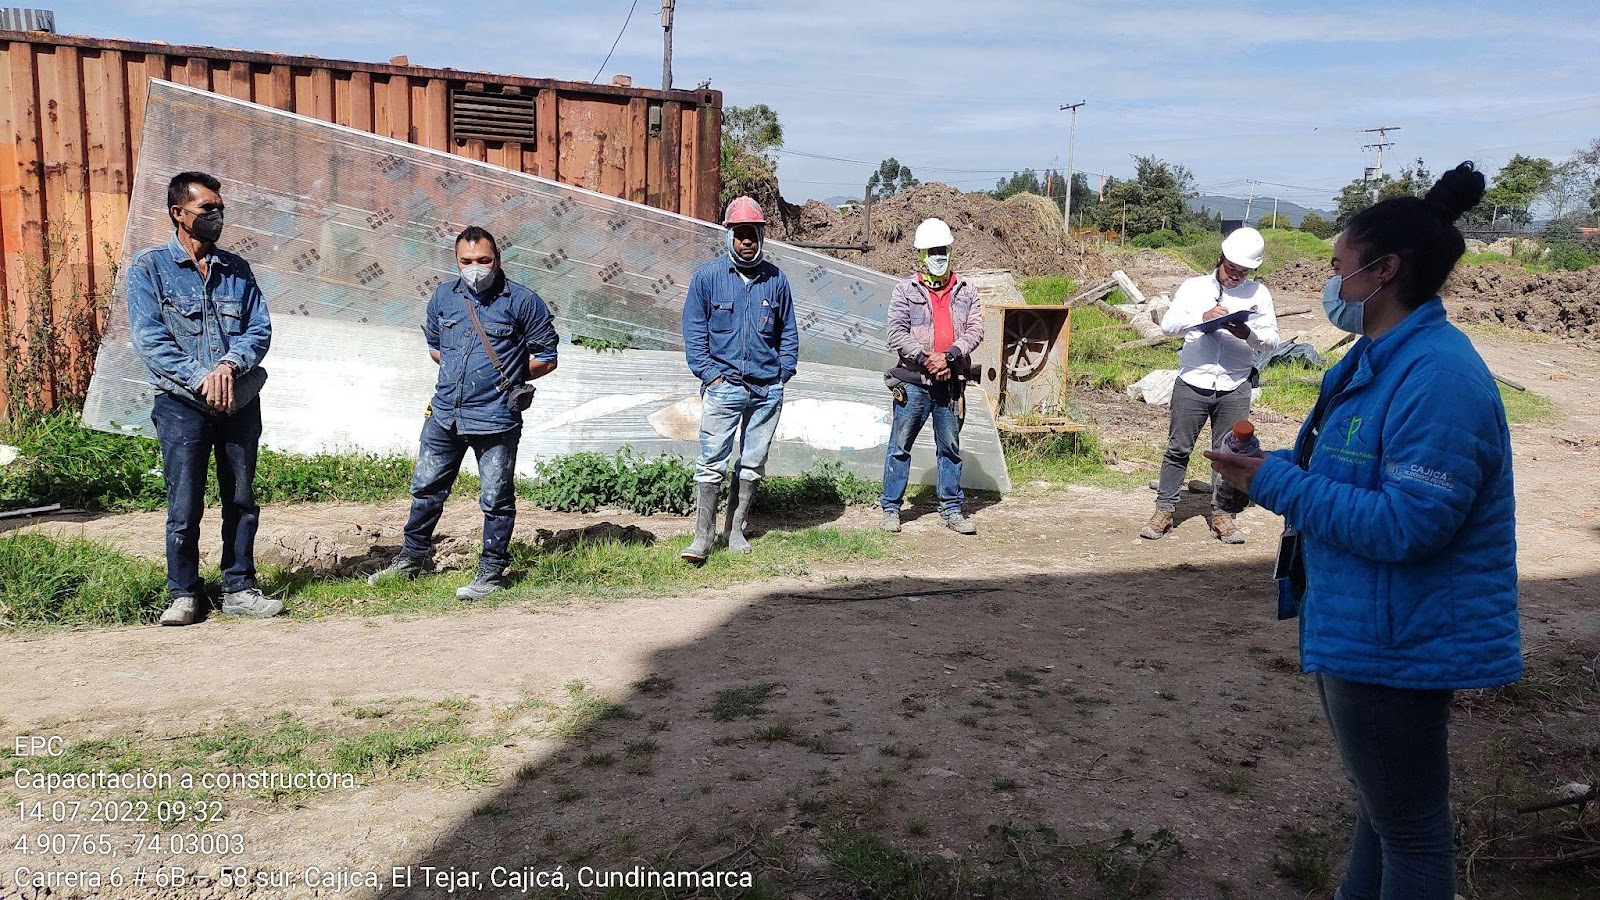 CAJICÁ
EPC
Capacitación a constructora.
14.07.2022 09:32
4.90765, -74.03003
Carrera 6 # 6B – 58 sur, Cajicá, El Tejar, Cajicá, Cundinamarca